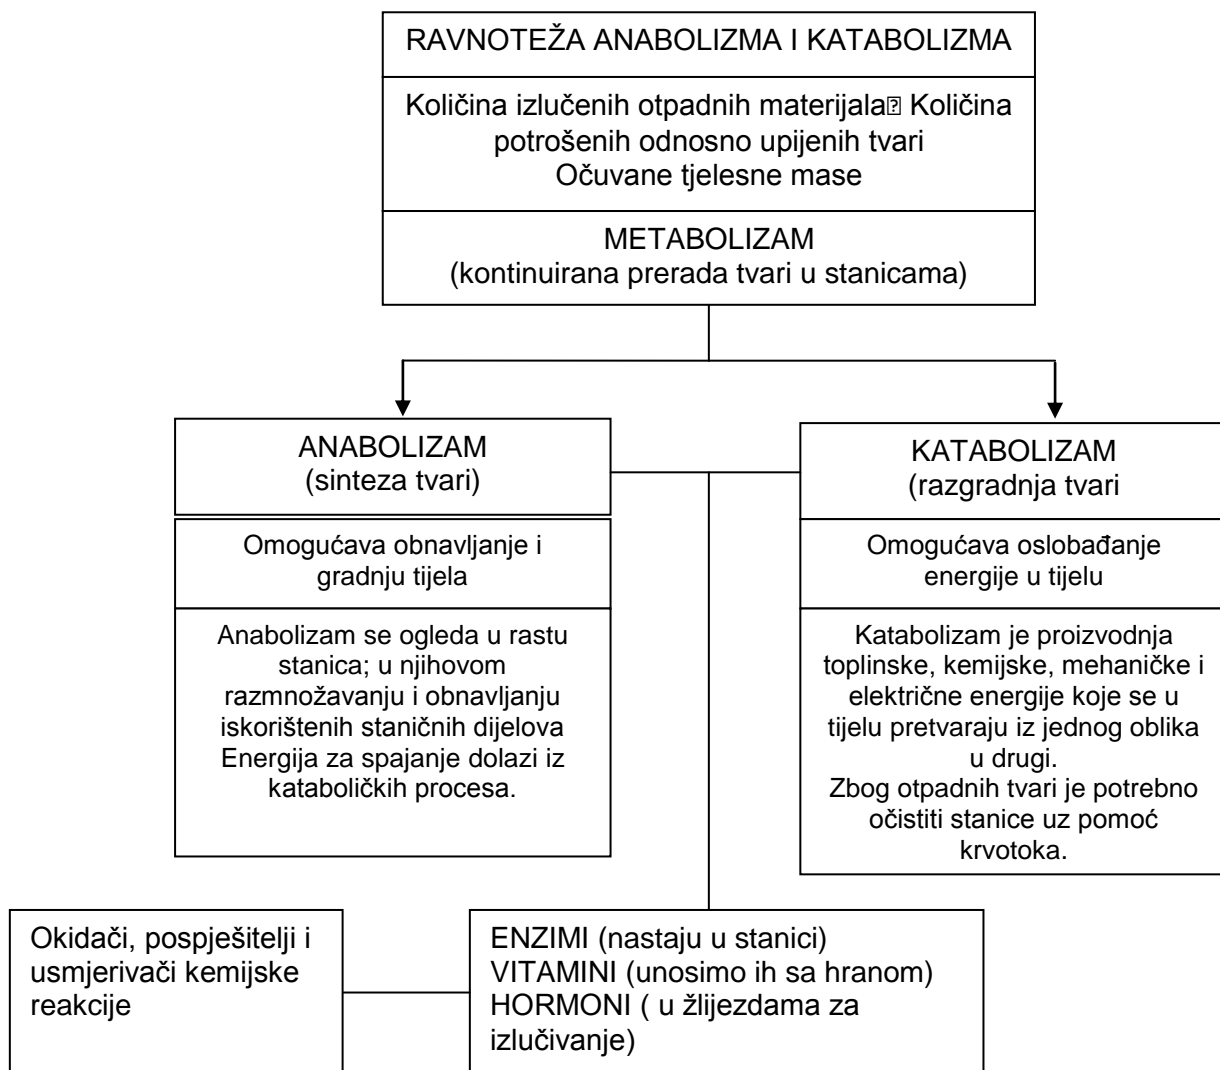 RAVNOTEŽA ANABOLIZMA I KATABOLIZMA
Količina izlučenih otpadnih materijala⍰ Količina
potrošenih odnosno upijenih tvari
Očuvane tjelesne mase
METABOLIZAM
(kontinuirana prerada tvari u stanicama)
ANABOLIZAM
(sinteza tvari)
Omogućava obnavljanje i
gradnju tijela
Anabolizam se ogleda u rastu
stanica; u njihovom
razmnožavanju i obnavljanju
iskorištenih staničnih dijelova
Energija za spajanje dolazi iz
kataboličkih procesa.
KATABOLIZAM
(razgradnja tvari
Omogućava oslobađanje
energije u tijelu
Katabolizam je proizvodnja
toplinske, kemijske, mehaničke i
električne energije koje se u
tijelu pretvaraju iz jednog oblika
u drugi.
Zbog otpadnih tvari je potrebno
očistiti stanice uz pomoć
krvotoka.
Okidači, pospješitelji i
usmjerivači kemijske
reakcije
ENZIMI (nastaju u stanici)
VITAMINI (unosimo ih sa hranom)
HORMONI ( u žlijezdama za
izlučivanje)